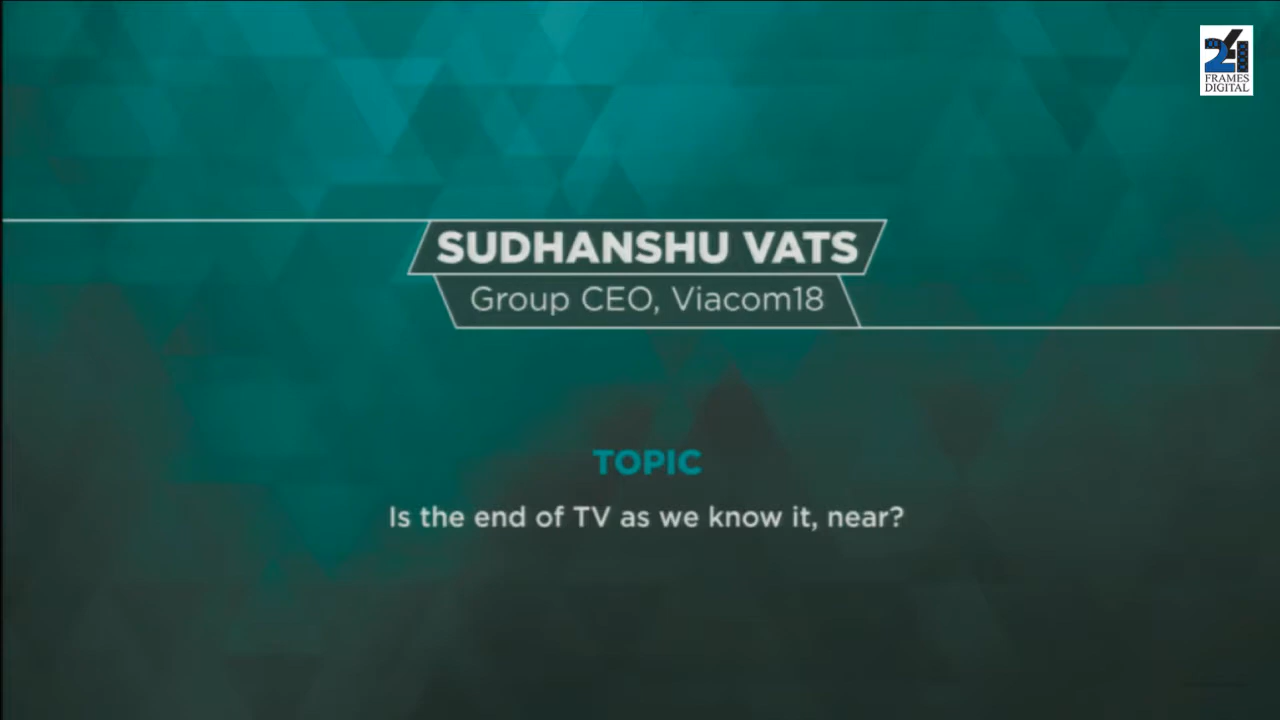 24
FRAMES
DIGITAL
SUDHANSHU VATS
Group CEO, Viacom18
TOPIC
Is the end of TV as we know it, near?